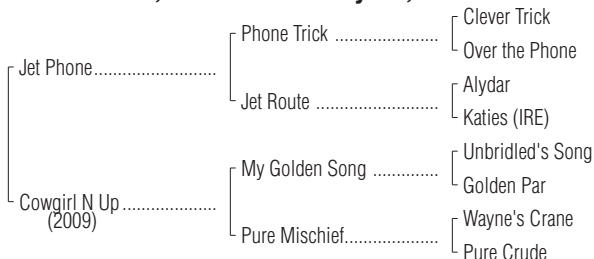 Clever Trick
Phone Trick ....................
Over the Phone
Jet Phone........................
Alydar
Jet Route ........................
Katies (IRE)
Unbridled's Song
My Golden Song .............
Golden Par
Cowgirl N Up ..................
(2009)
Wayne's Crane
Pure Mischief..................
Pure Crude